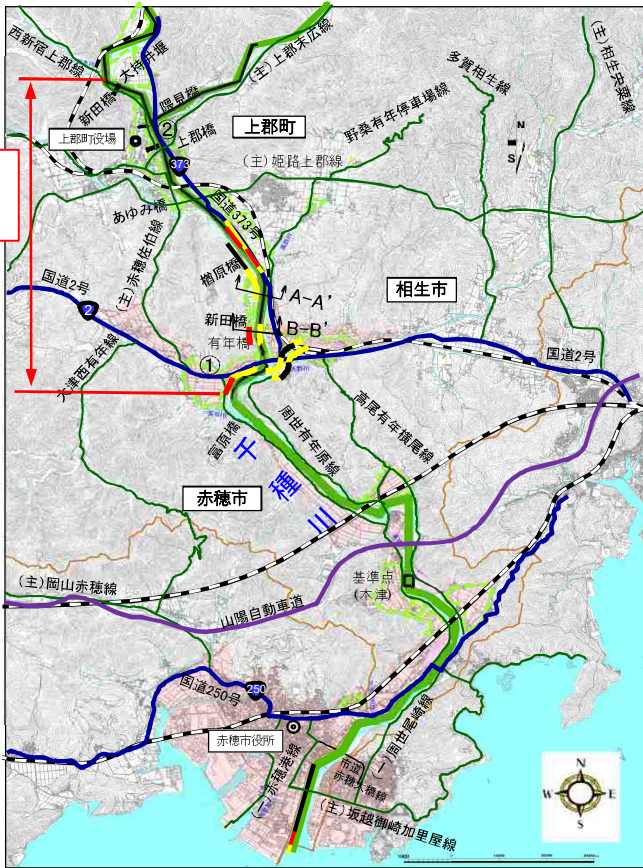 西新宿上郡線
大持井堰
新田橋
隈見橋
(主)上郡末広線
(主)相生宍粟線
多賀相生線
上郡町役場
②
上郡橋
上郡町
野桑有年停車場線
N
S
373
(主)姫路上郡線
あゆみ橋
国道373号
(主)赤穂佐伯線
楢原橋
A-A'
相生市
国道2号
2
新田橋
B-B'
有年橋
①
国道2号
大津西有年線
富原橋
周世有年原線
高尾有年横尾線
千種川
赤穂市
基準点
(木津)
(主)岡山赤穂線
山陽自動車道
国道250号
250
赤穂市役所
(一)赤穂港線
市道
赤穂大橋線
(一)周世尾崎線
(主)坂越御崎加里屋線
N
W
E
S